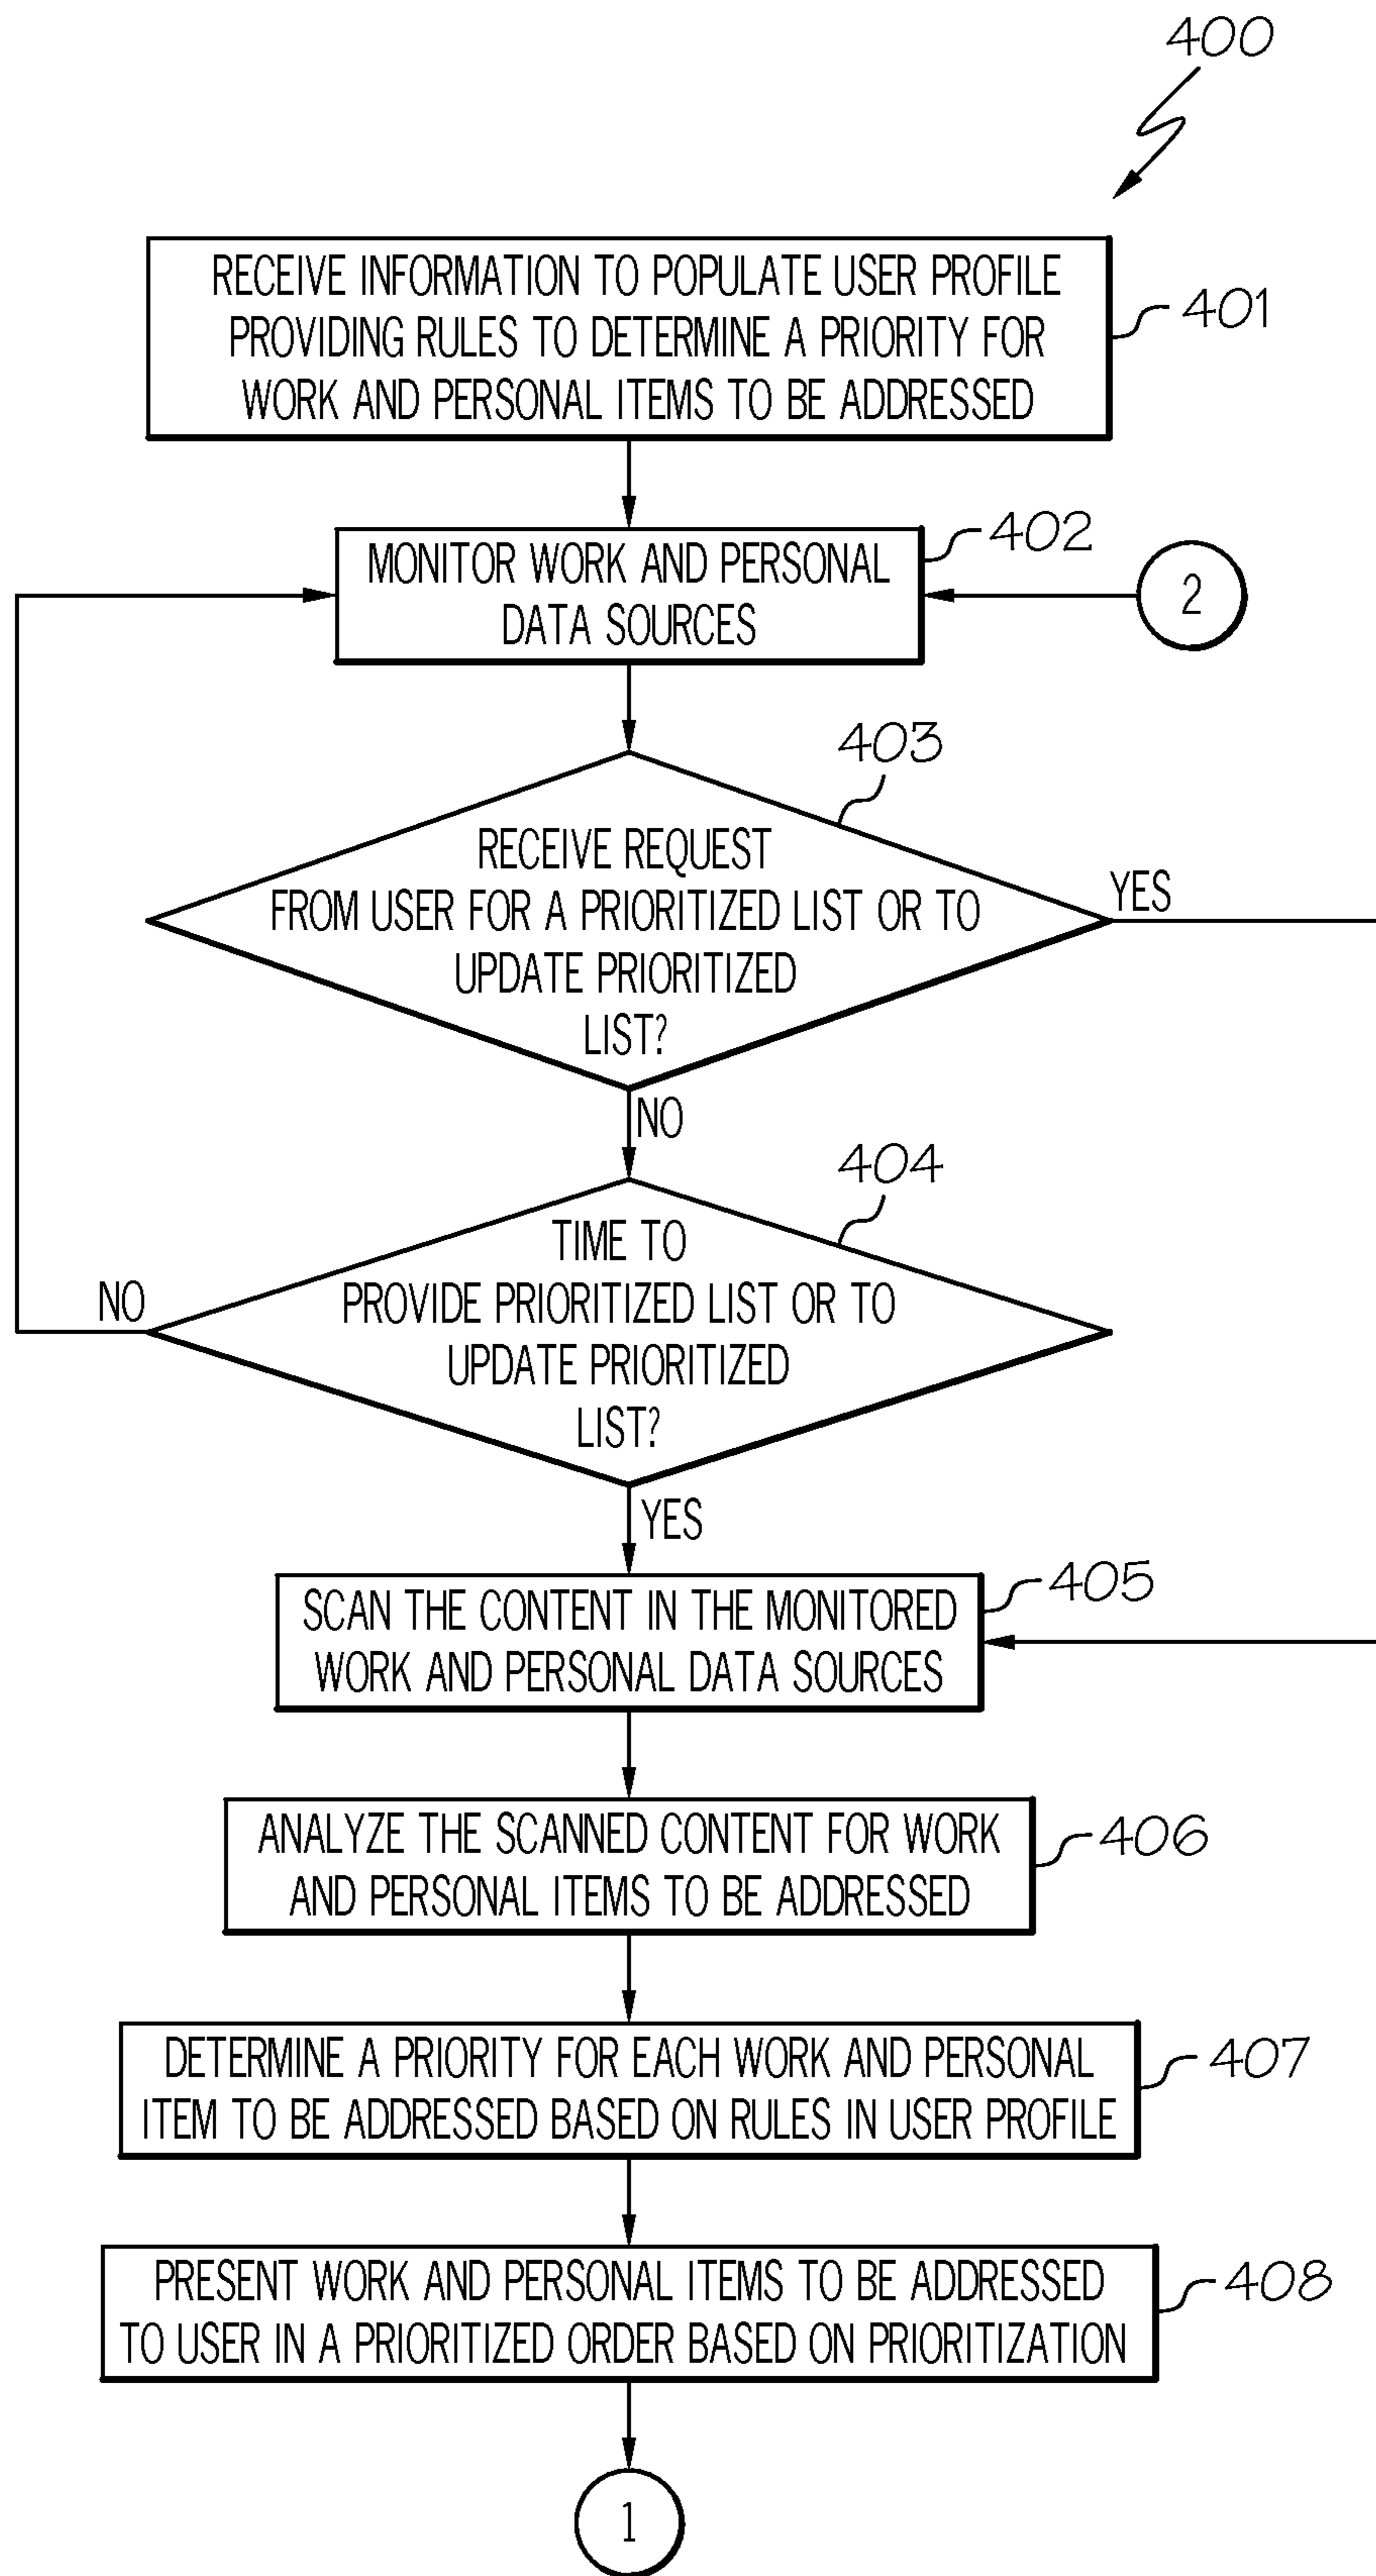 400
RECEIVE INFORMATION TO POPULATE USER PROFILE
PROVIDING RULES TO DETERMINE A PRIORITY FOR
WORK AND PERSONAL ITEMS TO BE ADDRESSED
401
MONITOR WORK AND PERSONAL
DATA SOURCES
402
2
403
RECEIVE REQUEST
FROM USER FOR A PRIORITIZED LIST OR TO
UPDATE PRIORITIZED
LIST?
YES
NO
404
TIME TO
PROVIDE PRIORITIZED LIST OR TO
UPDATE PRIORITIZED
LIST?
NO
YES
SCAN THE CONTENT IN THE MONITORED
WORK AND PERSONAL DATA SOURCES
405
ANALYZE THE SCANNED CONTENT FOR WORK
AND PERSONAL ITEMS TO BE ADDRESSED
406
DETERMINE A PRIORITY FOR EACH WORK AND PERSONAL
ITEM TO BE ADDRESSED BASED ON RULES IN USER PROFILE
407
PRESENT WORK AND PERSONAL ITEMS TO BE ADDRESSED
TO USER IN A PRIORITIZED ORDER BASED ON PRIORITIZATION
408
1